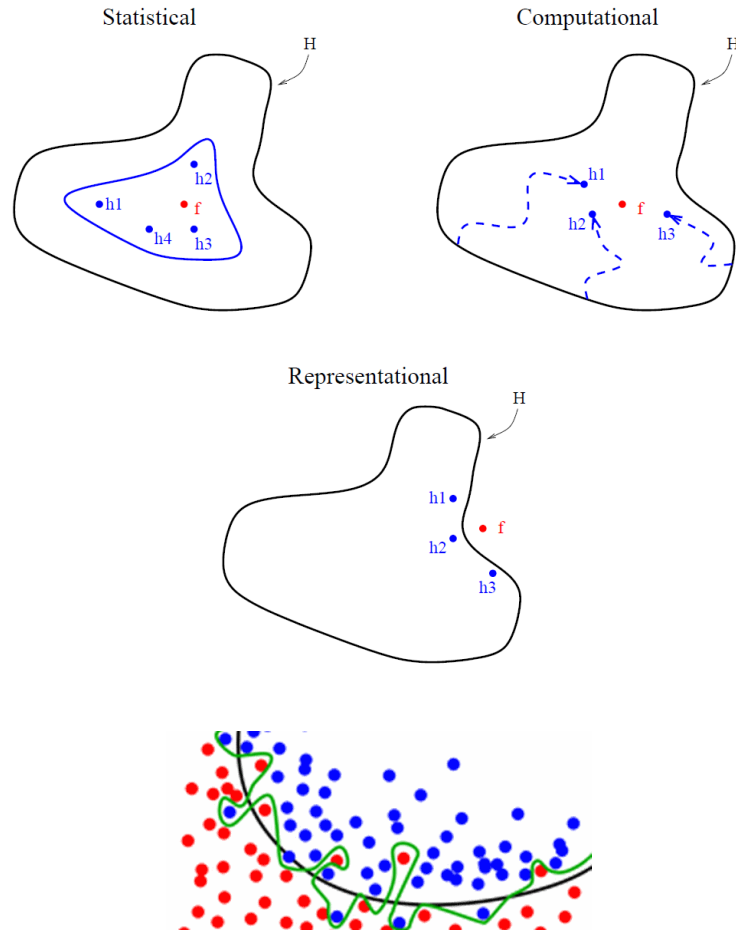 Statistical
H
h2
h1
f
h4
h3
Computational
H
h1
f
h2
h3
Representational
H
h1
f
h2
h3